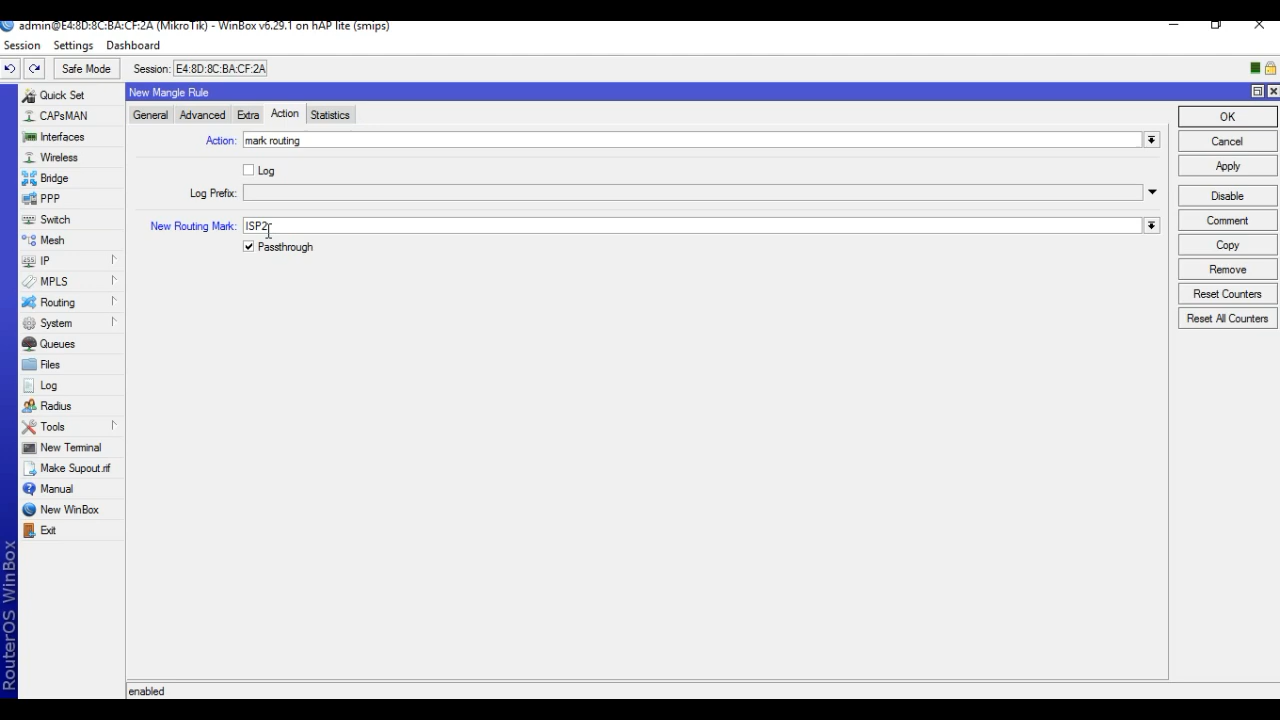 admin@E4:8D:8C:BA:CF:2A (MikroTik) - WinBox v6.29.1 on hAP lite (smips)
Session Settings Dashboard
Safe Mode Session: E4:8D:8C:BA:CF:2A
New Mangle Rule
General Advanced Extra Action Statistics
Action: mark routing
Log
Log Prefix:
New Routing Mark: ISP2
Passthrough
OK
Cancel
Apply
Disable
Comment
Copy
Remove
Reset Counters
Reset All Counters
Quick Set
CAPsMAN
Interfaces
Wireless
Bridge
PPP
Switch
Mesh
IP
MPLS
Routing
System
Queues
Files
Log
Radius
Tools
New Terminal
Make Supout.rif
Manual
New WinBox
Exit
RouterOS WinBox
enabled